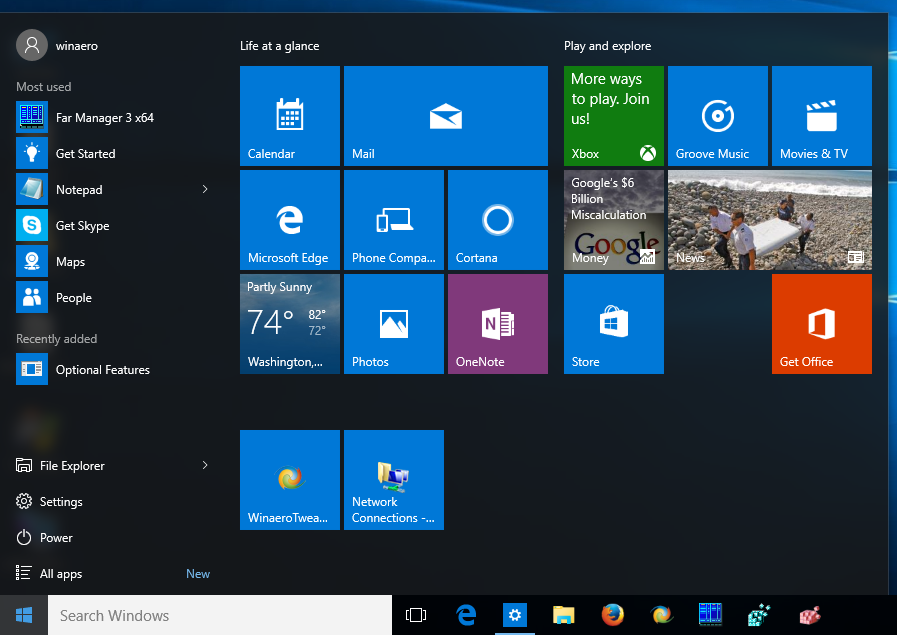 winaero
Most used
Far Manager 3 x64
Get Started
Notepad
Get Skype
Maps
People
Recently added
Optional Features
File Explorer
Settings
Power
All apps
New
Life at a glance
Calendar
Mail
Microsoft Edge
Phone Compa...
Cortana
Partly Sunny
74°
82°
72°
Washington,...
Photos
N
OneNote
WinaeroTwea...
Network
Connections -...
Play and explore
More ways
to play. Join
us!
Xbox
Groove Music
Movies & TV
Google's $6
Billion
Miscalculation
Google
Money
News
Store
Get Office
Search Windows